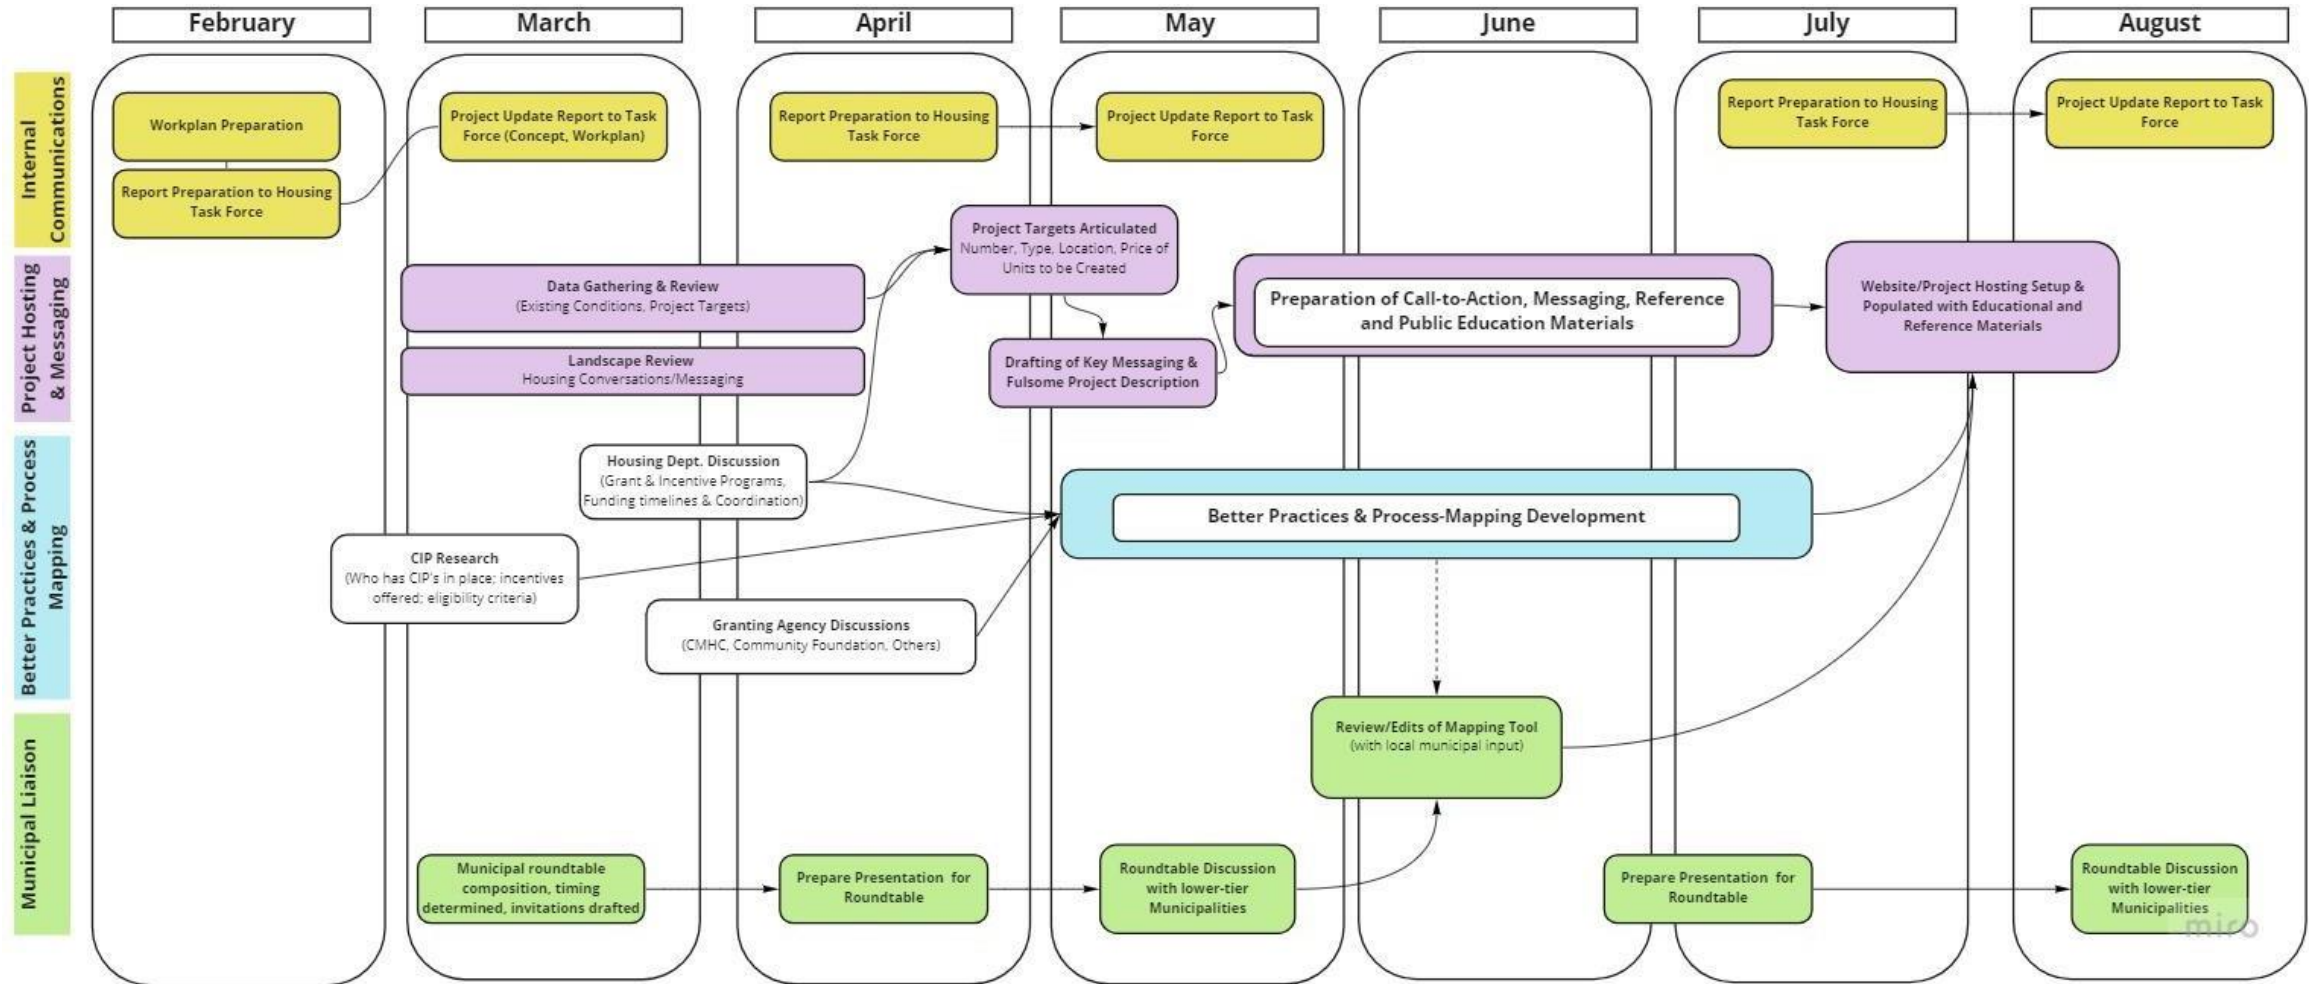 February
March
April
May
June
July
August
Internal
Communications
Workplan Preparation
Report Preparation to Housing
Task Force
Project Update Report to Task
Force (Concept, Workplan)
Report Preparation to Housing
Task Force
Project Update Report to Task
Force
Report Preparation to Housing
Task Force
Project Update Report to Task
Force
Project Hosting
& Messaging
Data Gathering & Review
(Existing Conditions, Project Targets)
Landscape Review
Housing Conversations/Messaging
Project Targets Articulated
Number, Type, Location, Price of
Units to be Created
Drafting of Key Messaging &
Fulsome Project Description
Preparation of Call-to-Action, Messaging, Reference
and Public Education Materials
Website/Project Hosting Setup &
Populated with Educational and
Reference Materials
Better Practices & Process
Mapping
Housing Dept. Discussion
(Grant & Incentive Programs,
Funding timelines & Coordination)
CIP Research
(Who has CIP's in place; incentives
offered; eligibility criteria)
Granting Agency Discussions
(CMHC, Community Foundation, Others)
Better Practices & Process-Mapping Development
Municipal Liaison
Review/Edits of Mapping Tool
(with local municipal input)
Municipal roundtable
composition, timing
determined, invitations drafted
Prepare Presentation for
Roundtable
Roundtable Discussion
with lower-tier
Municipalities
Prepare Presentation for
Roundtable
Roundtable Discussion
with lower-tier
Municipalities
miro